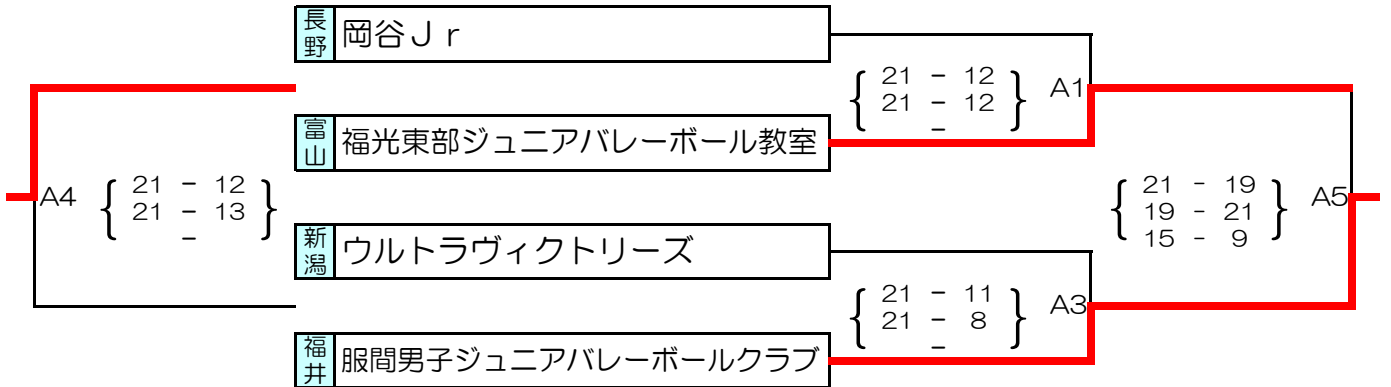 長野 岡谷Ｊｒ
21 - 12
21 - 12
-
A1
富山 福光東部ジュニアバレーボール教室
A4
21 - 12
21 - 13
-
21 - 19
19 - 21
15 - 9
A5
新潟 ウルトラヴィクトリーズ
21 - 11
21 - 8
-
A3
福井 服間男子ジュニアバレーボールクラブ